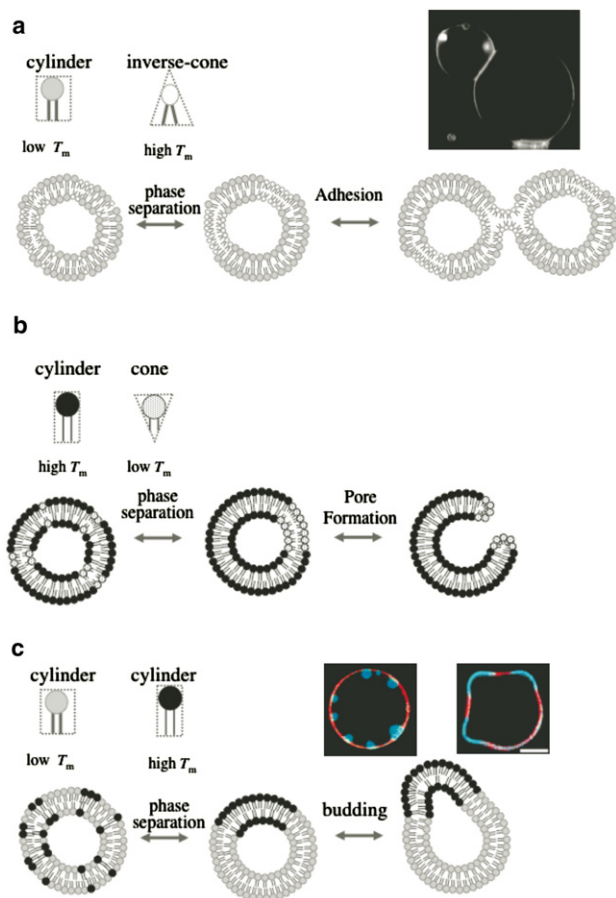 a
cylinder inverse-cone
low Tm high Tm
phase
separation
Adhesion
b
cylinder cone
high Tm low Tm
phase
separation
Pore
Formation
c
cylinder cylinder
low Tm high Tm
phase
separation
budding